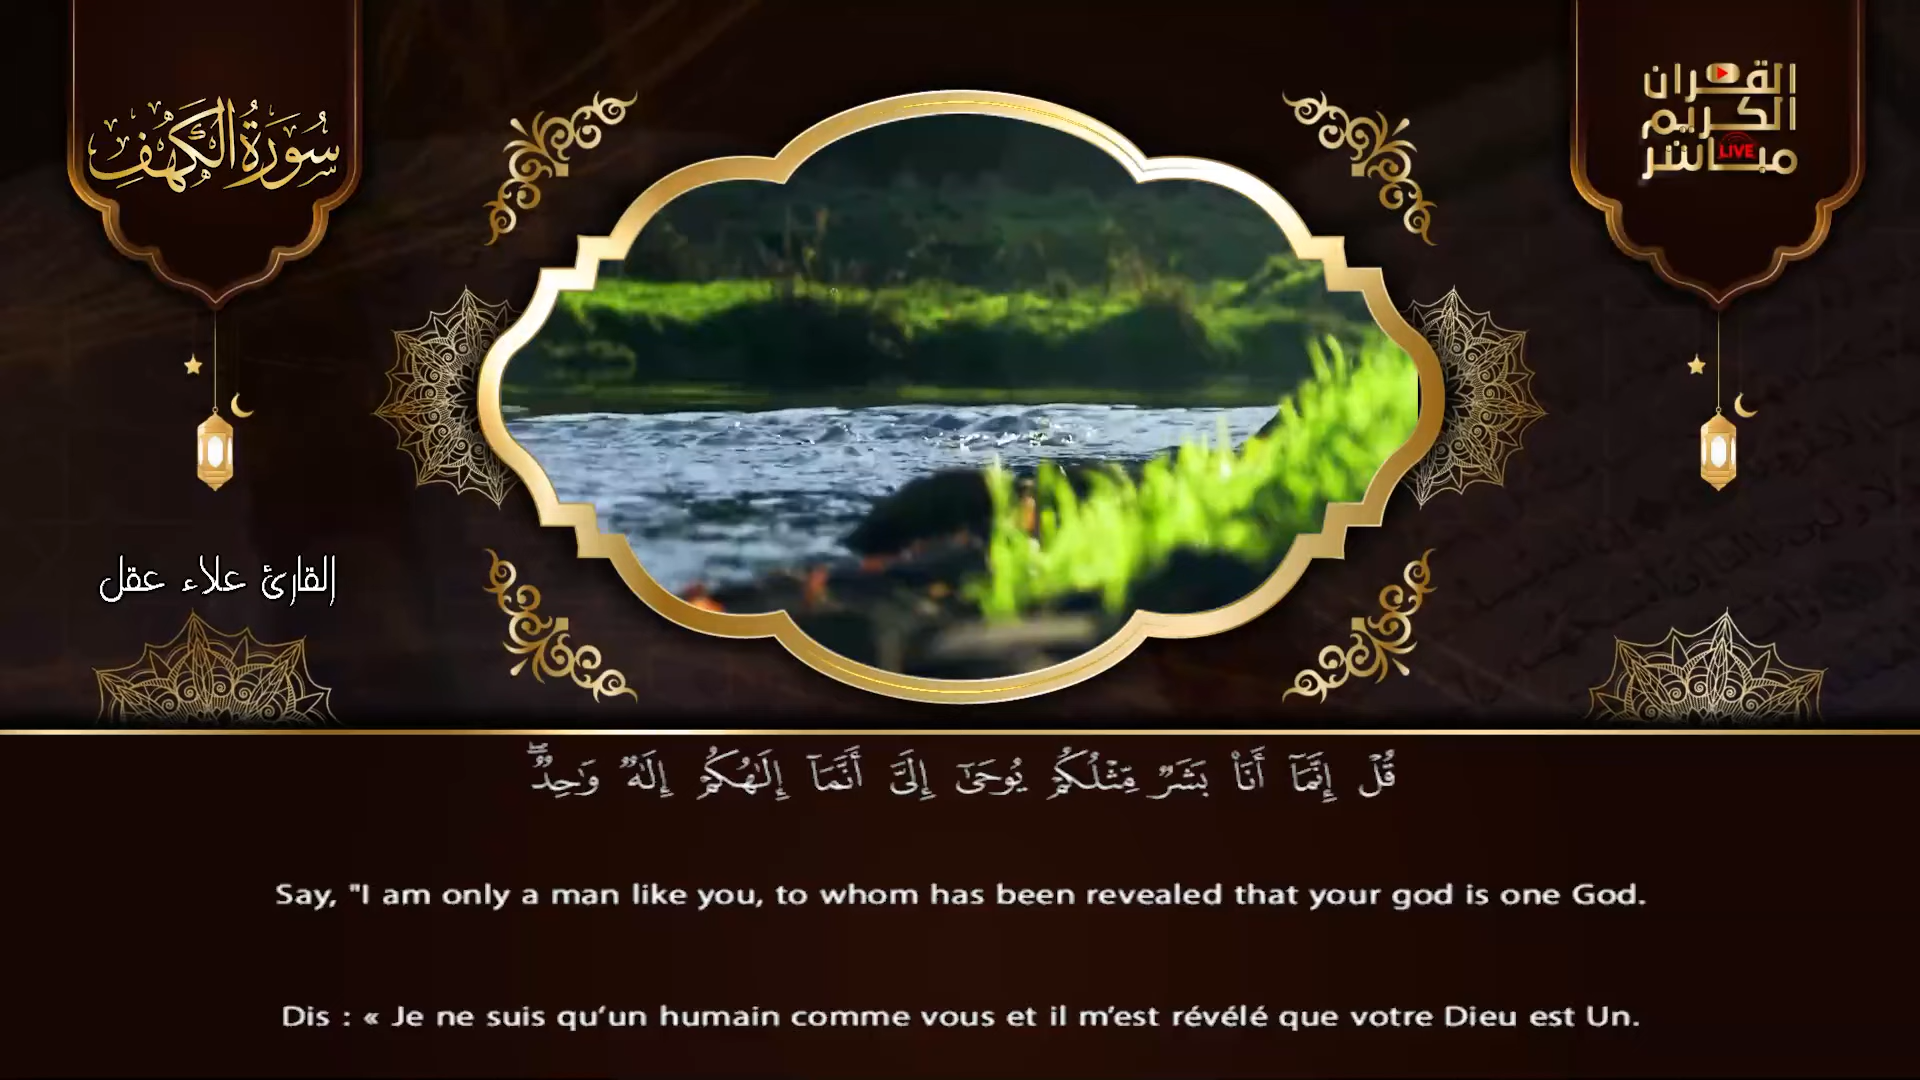 سُورَةُ الكَهْفِ
القرآن
الكريم
مباشر
LIVE
القارئ علاء عقل
قُلْ إِنَّمَآ أَنَا۠ بَشَرٌ مِّثْلُكُمْ يُوحَىٰٓ إِلَىَّ أَنَّمَآ إِلَٰهُكُمْ إِلَٰهٌ وَٰحِدٌ ۖ
Say, "I am only a man like you, to whom has been revealed that your god is one God.
Dis : « Je ne suis qu’un humain comme vous et il m’est révélé que votre Dieu est Un.